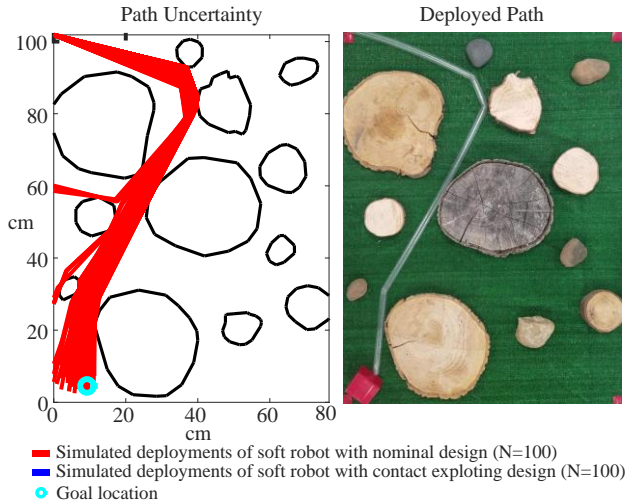 Path Uncertainty
Deployed Path
100
80
60
cm
40
20
0
0
20
40
60
80
cm
Simulated deployments of soft robot with nominal design (N=100)
Simulated deployments of soft robot with contact exploting design (N=100)
Goal location